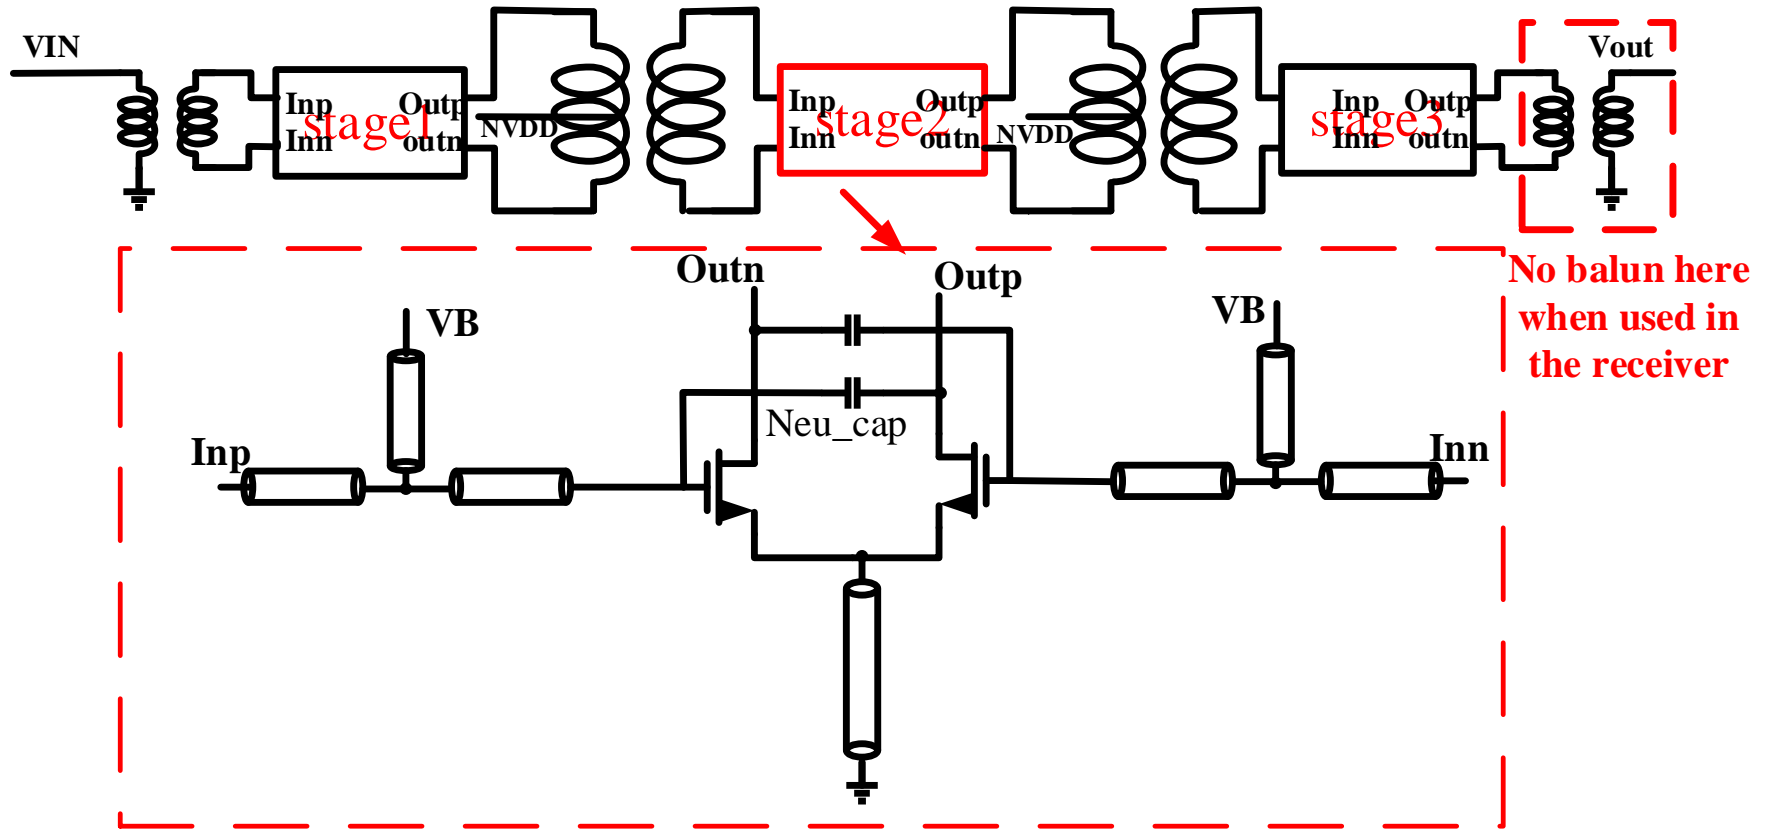 VIN
Vout
Inp Outp
stage1
Inn outn
NVDD
Inp Outp
stage2
Inn outn
NVDD
Inp Outp
stage3
Inn outn
No balun here
when used in
the receiver
Outn
Outp
VB
VB
Neu_cap
Inp
Inn